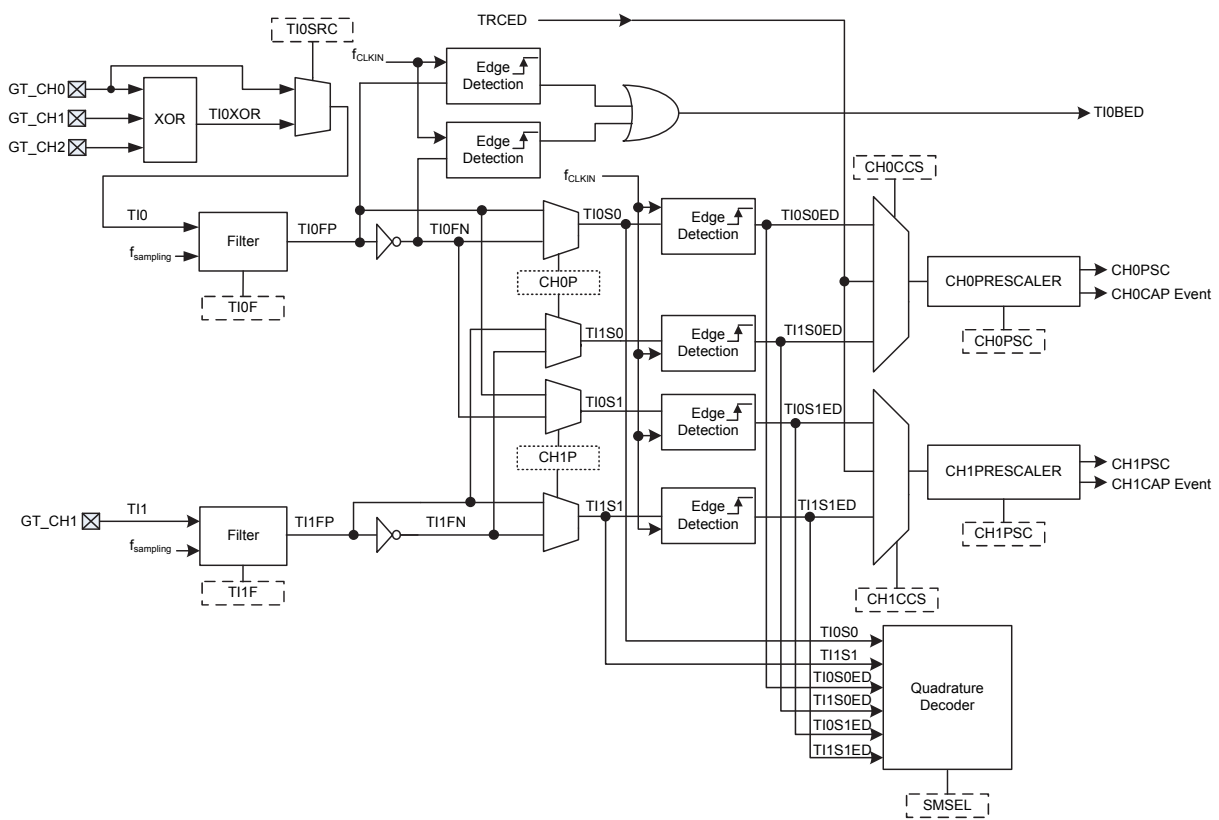 TRCED
TI0SRC
fCLKIN
Edge
Detection
GT_CH0
GT_CH1
GT_CH2
XOR
TI0XOR
TI0BED
Edge
Detection
fCLKIN
CH0CCS
TI0
fsampling
Filter
TI0FP
TI0FN
TI0S0
Edge
Detection
TI0S0ED
CH0P
TI0F
CH0PRESCALER
CH0PSC
CH0CAP Event
CH0PSC
TI1S0
Edge
Detection
TI1S0ED
TI0S1
Edge
Detection
TI0S1ED
CH1P
CH1PRESCALER
CH1PSC
CH1CAP Event
CH1PSC
GT_CH1
TI1
fsampling
Filter
TI1FP
TI1FN
TI1S1
Edge
Detection
TI1S1ED
TI1F
CH1CCS
TI0S0
TI1S1
TI0S0ED
TI1S0ED
TI0S1ED
TI1S1ED
Quadrature
Decoder
SMSEL